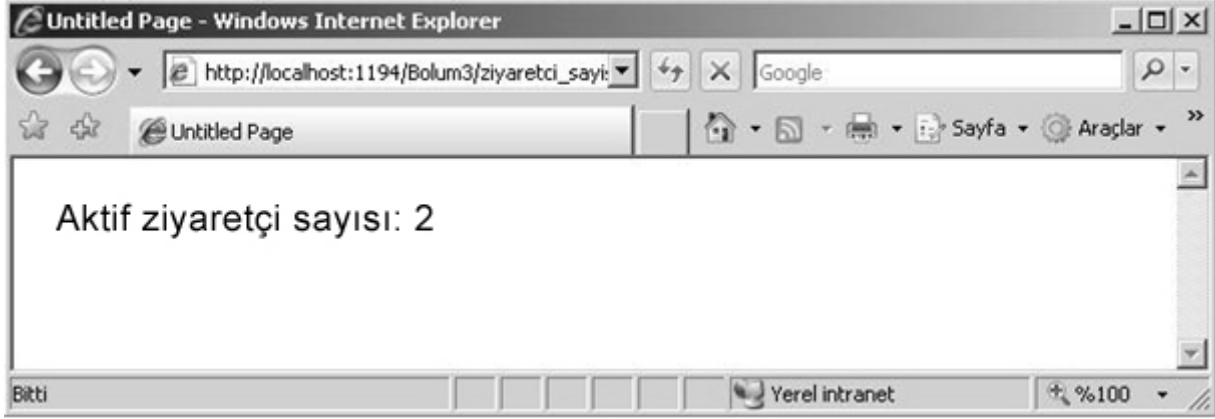 Untitled Page - Windows Internet Explorer
http://localhost:1194/Bolum3/ziyaretci_sayi
Google
Untitled Page
Sayfa
Araçlar
Aktif ziyaretçi sayısı: 2
Bitti
Yerel intranet
%100